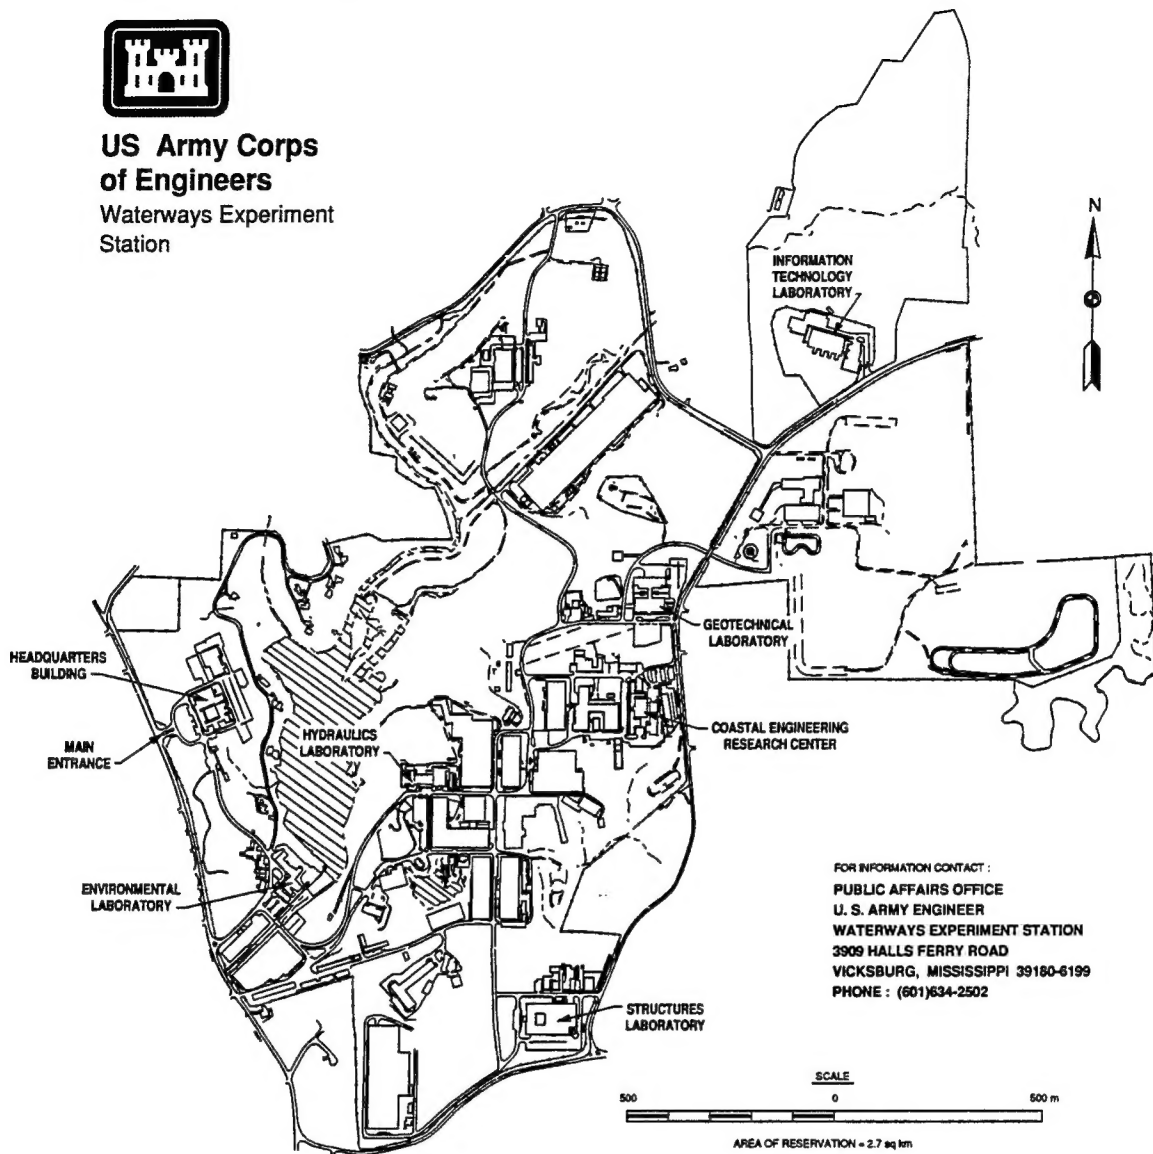 US Army Corps
of Engineers
Waterways Experiment
Station
N
INFORMATION
TECHNOLOGY
LABORATORY
GEOTECHNICAL
LABORATORY
HEADQUARTERS
BUILDING
MAIN
ENTRANCE
HYDRAULICS
LABORATORY
COASTAL ENGINEERING
RESEARCH CENTER
ENVIRONMENTAL
LABORATORY
FOR INFORMATION CONTACT :
PUBLIC AFFAIRS OFFICE
U. S. ARMY ENGINEER
WATERWAYS EXPERIMENT STATION
3909 HALLS FERRY ROAD
VICKSBURG, MISSISSIPPI 39180-6199
PHONE : (601)634-2502
STRUCTURES
LABORATORY
SCALE
500 0 500 m
AREA OF RESERVATION = 2.7 sq km